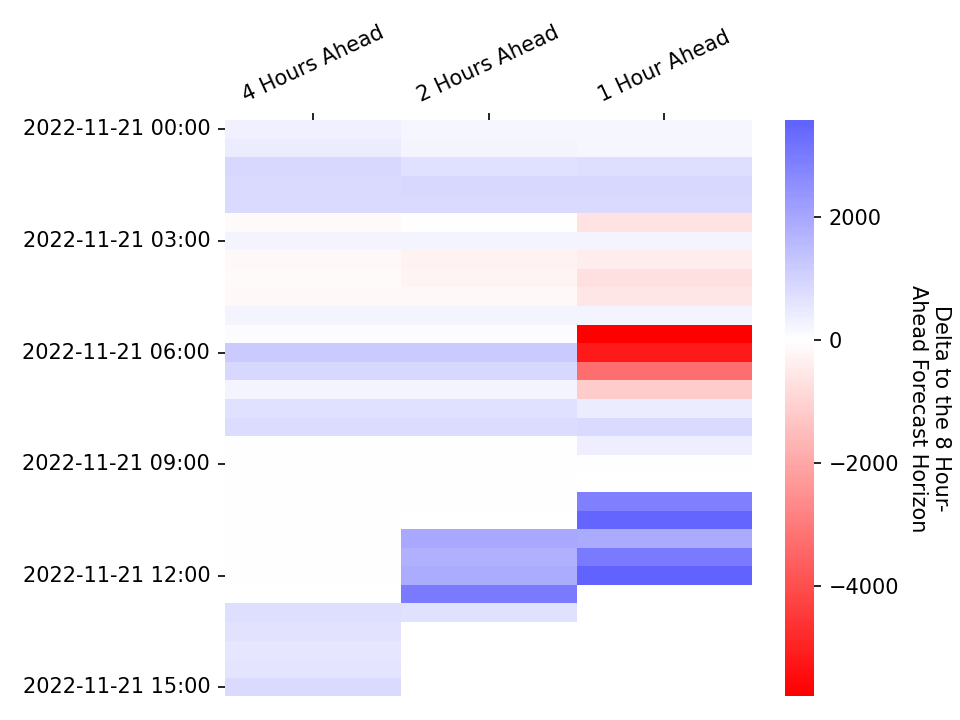 4 Hours Ahead
2 Hours Ahead
1 Hour Ahead
2022-11-21 00:00
2022-11-21 03:00
2022-11-21 06:00
2022-11-21 09:00
2022-11-21 12:00
2022-11-21 15:00
2000
0
−2000
−4000
Delta to the 8 Hour-
Ahead Forecast Horizon